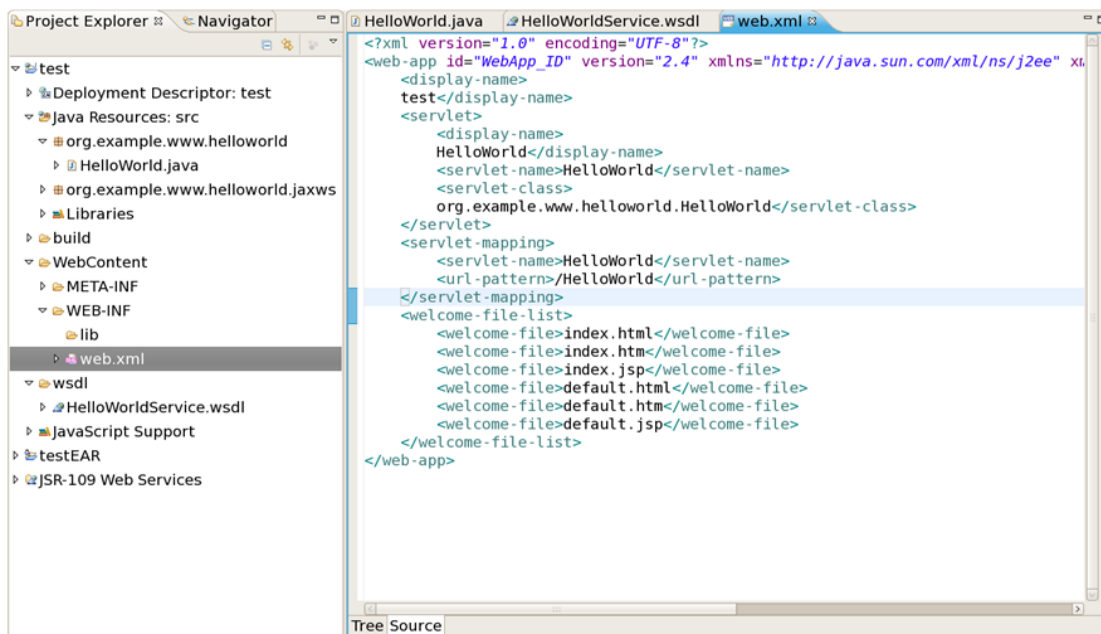 Project Explorer Navigator
test
Deployment Descriptor: test
Java Resources: src
org.example.www.helloworld
HelloWorld.java
org.example.www.helloworld.jaxws
Libraries
build
WebContent
META-INF
WEB-INF
lib
web.xml
wsdl
HelloWorldService.wsdl
JavaScript Support
testEAR
JSR-109 Web Services
HelloWorld.java HelloWorldService.wsdl web.xml
<?xml version="1.0" encoding="UTF-8"?>
<web-app id="WebApp_ID" version="2.4" xmlns="http://java.sun.com/xml/ns/j2ee"
<display-name>
test</display-name>
<servlet>
<display-name>
HelloWorld</display-name>
<servlet-name>HelloWorld</servlet-name>
<servlet-class>
org.example.www.helloworld.HelloWorld</servlet-class>
</servlet>
<servlet-mapping>
<servlet-name>HelloWorld</servlet-name>
<url-pattern>/HelloWorld</url-pattern>
</servlet-mapping>
<welcome-file-list>
<welcome-file>index.html</welcome-file>
<welcome-file>index.htm</welcome-file>
<welcome-file>index.jsp</welcome-file>
<welcome-file>default.html</welcome-file>
<welcome-file>default.htm</welcome-file>
<welcome-file>default.jsp</welcome-file>
</welcome-file-list>
</web-app>
Tree Source